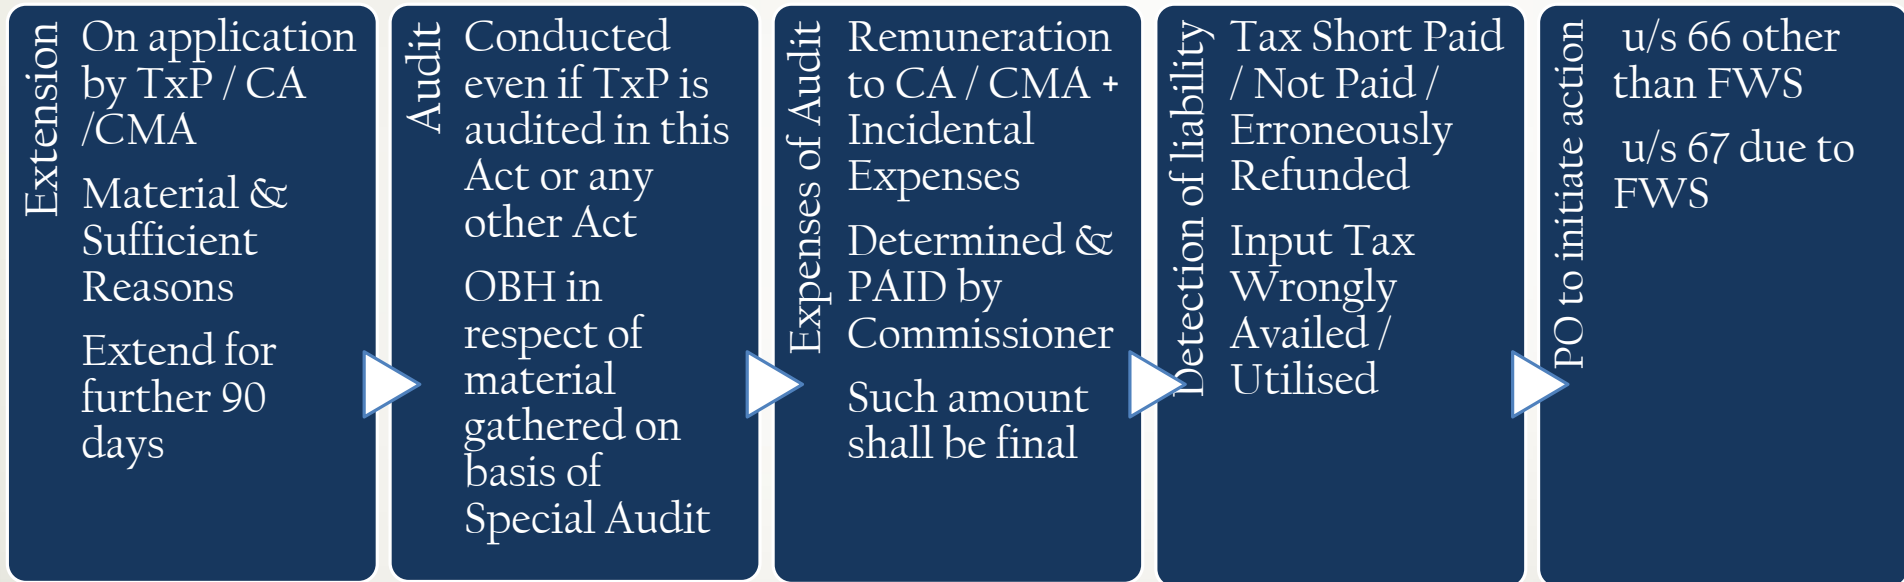 Extension
On application
by TxP / CA
/CMA
Material &
Sufficient
Reasons
Extend for
further 90
days
Audit
Conducted
even if TxP is
audited in this
Act or any
other Act
OBH in
respect of
material
gathered on
basis of
Special Audit
Expenses of Audit
Remuneration
to CA / CMA +
Incidental
Expenses
Determined &
PAID by
Commissioner
Such amount
shall be final
Detection of liability
Tax Short Paid
/ Not Paid /
Erroneously
Refunded
Input Tax
Wrongly
Availed /
Utilised
PO to initiate action
u/s 66 other
than FWS
u/s 67 due to
FWS